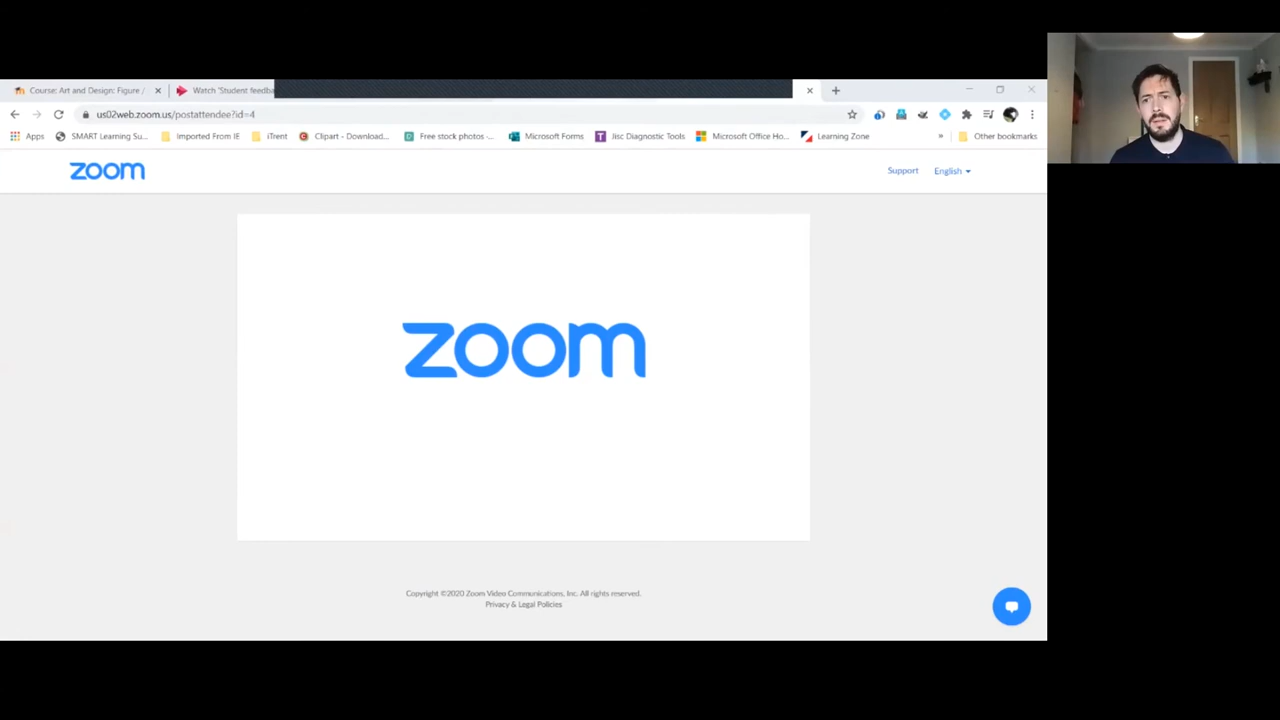 Course: Art and Design: Figure /
Watch 'Student feedba
us02web.zoom.us/postattendee?id=4
Apps SMART Learning Su... Imported From IE iTrent Clipart - Download... Free stock photos -... Microsoft Forms Jisc Diagnostic Tools Microsoft Office Ho... Learning Zone » Other bookmarks
zoom Support English
zoom
Copyright ©2020 Zoom Video Communications, Inc. All rights reserved.
Privacy & Legal Policies